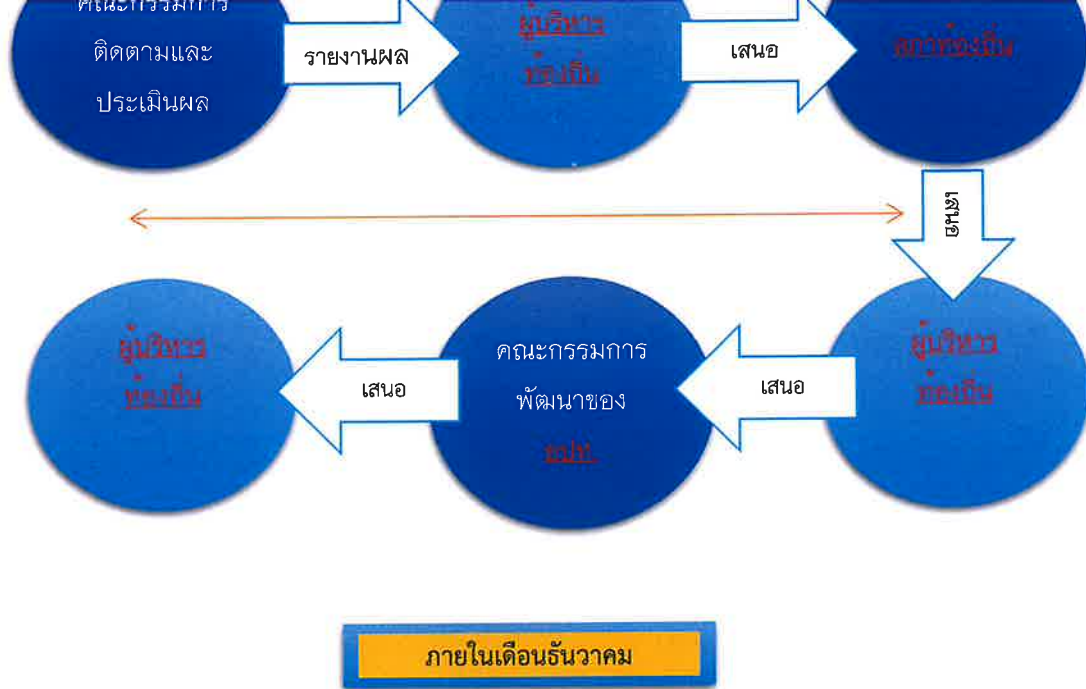 คณะกรรมการ
ติดตามและ
ประเมินผล
รายงานผล
ผู้บริหาร
ท้องถิ่น
เสนอ
สภาท้องถิ่น
เสนอ
ผู้บริหาร
ท้องถิ่น
เสนอ
คณะกรรมการ
พัฒนาของ
อปท.
เสนอ
ผู้บริหาร
ท้องถิ่น
ภายในเดือนธันวาคม